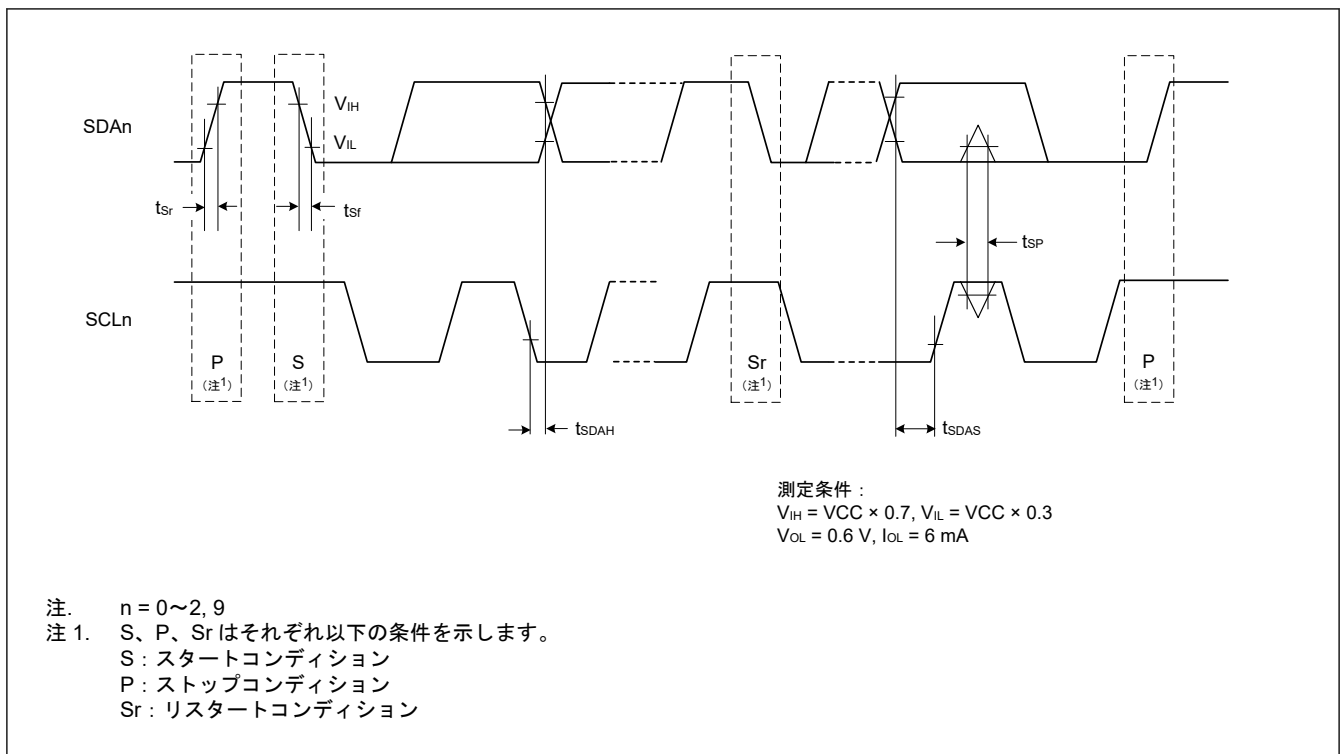 SDAn
VIH
VIL
tSr
tSf
tSP
SCLn
P
(注1)
S
(注1)
Sr
(注1)
P
(注1)
tSDAH
tSDAS
測定条件：
VIH = VCC × 0.7, VIL = VCC × 0.3
VOL = 0.6 V, IOL = 6 mA
注. n = 0～2, 9
注 1. S、P、Sr はそれぞれ以下の条件を示します。
S：スタートコンディション
P：ストップコンディション
Sr：リスタートコンディション